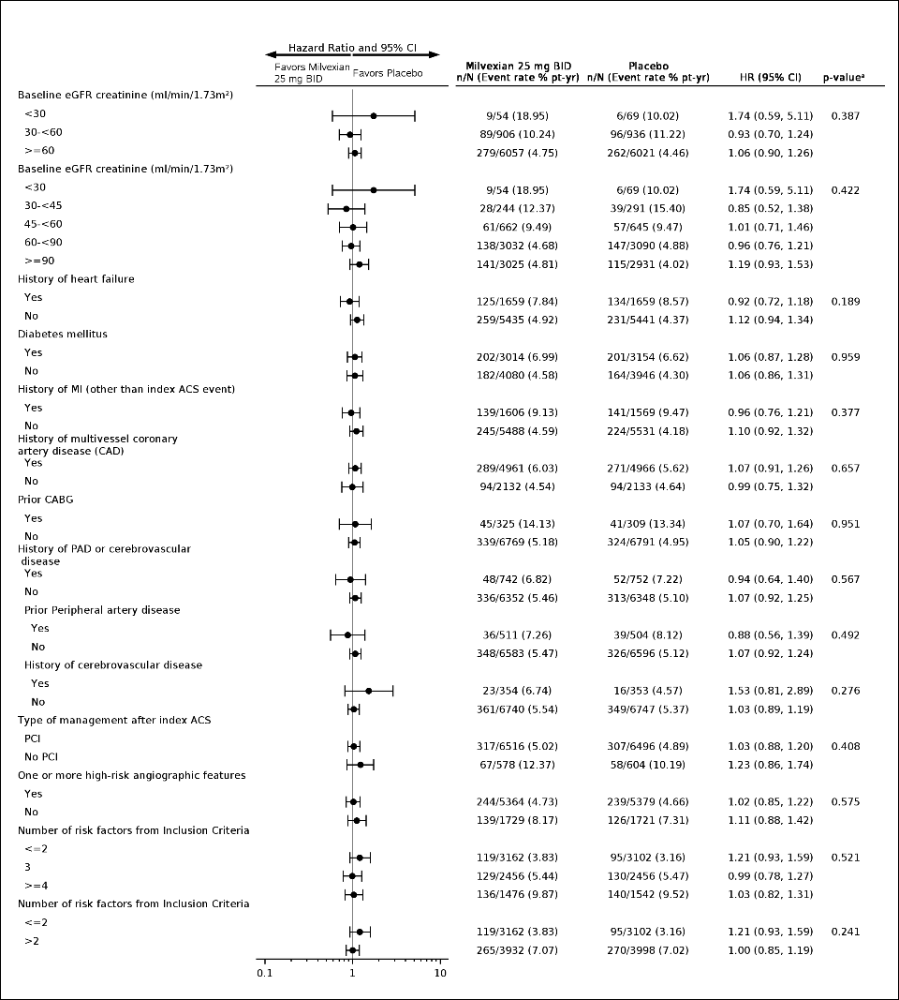 Hazard Ratio and 95% CI
Favors Milvexian 25 mg BID Favors Placebo
Milvexian 25 mg BID Placebo
n/N (Event rate % pt-yr) n/N (Event rate % pt-yr) HR (95% CI) p-valueᵃ
Baseline eGFR creatinine (ml/min/1.73m²)
<30 9/54 (18.95) 6/69 (10.02) 1.74 (0.59, 5.11) 0.387
30-<60 89/906 (10.24) 96/936 (11.22) 0.93 (0.70, 1.24)
>=60 279/6057 (4.75) 262/6021 (4.46) 1.06 (0.90, 1.26)
Baseline eGFR creatinine (ml/min/1.73m²)
<30 9/54 (18.95) 6/69 (10.02) 1.74 (0.59, 5.11) 0.422
30-<45 28/244 (12.37) 39/291 (15.40) 0.85 (0.52, 1.38)
45-<60 61/662 (9.49) 57/645 (9.47) 1.01 (0.71, 1.46)
60-<90 138/3032 (4.68) 147/3090 (4.88) 0.96 (0.76, 1.21)
>=90 141/3025 (4.81) 115/2931 (4.02) 1.19 (0.93, 1.53)
History of heart failure
Yes 125/1659 (7.84) 134/1659 (8.57) 0.92 (0.72, 1.18) 0.189
No 259/5435 (4.92) 231/5441 (4.37) 1.12 (0.94, 1.34)
Diabetes mellitus
Yes 202/3014 (6.99) 201/3154 (6.62) 1.06 (0.87, 1.28) 0.959
No 182/4080 (4.58) 164/3946 (4.30) 1.06 (0.86, 1.31)
History of MI (other than index ACS event)
Yes 139/1606 (9.13) 141/1569 (9.47) 0.96 (0.76, 1.21) 0.377
No 245/5488 (4.59) 224/5531 (4.18) 1.10 (0.92, 1.32)
History of multivessel coronary
artery disease (CAD)
Yes 289/4961 (6.03) 271/4966 (5.62) 1.07 (0.91, 1.26) 0.657
No 94/2132 (4.54) 94/2133 (4.64) 0.99 (0.75, 1.32)
Prior CABG
Yes 45/325 (14.13) 41/309 (13.34) 1.07 (0.70, 1.64) 0.951
No 339/6769 (5.18) 324/6791 (4.95) 1.05 (0.90, 1.22)
History of PAD or cerebrovascular
disease
Yes 48/742 (6.82) 52/752 (7.22) 0.94 (0.64, 1.40) 0.567
No 336/6352 (5.46) 313/6348 (5.10) 1.07 (0.92, 1.25)
Prior Peripheral artery disease
Yes 36/511 (7.26) 39/504 (8.12) 0.88 (0.56, 1.39) 0.492
No 348/6583 (5.47) 326/6596 (5.12) 1.07 (0.92, 1.24)
History of cerebrovascular disease
Yes 23/354 (6.74) 16/353 (4.57) 1.53 (0.81, 2.89) 0.276
No 361/6740 (5.54) 349/6747 (5.37) 1.03 (0.89, 1.19)
Type of management after index ACS
PCI 317/6516 (5.02) 307/6496 (4.89) 1.03 (0.88, 1.20) 0.408
No PCI 67/578 (12.37) 58/604 (10.19) 1.23 (0.86, 1.74)
One or more high-risk angiographic features
Yes 244/5364 (4.73) 239/5379 (4.66) 1.02 (0.85, 1.22) 0.575
No 139/1729 (8.17) 126/1721 (7.31) 1.11 (0.88, 1.42)
Number of risk factors from Inclusion Criteria
<=2 119/3162 (3.83) 95/3102 (3.16) 1.21 (0.93, 1.59) 0.521
3 129/2456 (5.44) 130/2456 (5.47) 0.99 (0.78, 1.27)
>=4 136/1476 (9.87) 140/1542 (9.52) 1.03 (0.82, 1.31)
Number of risk factors from Inclusion Criteria
<=2 119/3162 (3.83) 95/3102 (3.16) 1.21 (0.93, 1.59) 0.241
>2 265/3932 (7.07) 270/3998 (7.02) 1.00 (0.85, 1.19)
0.1 1 10